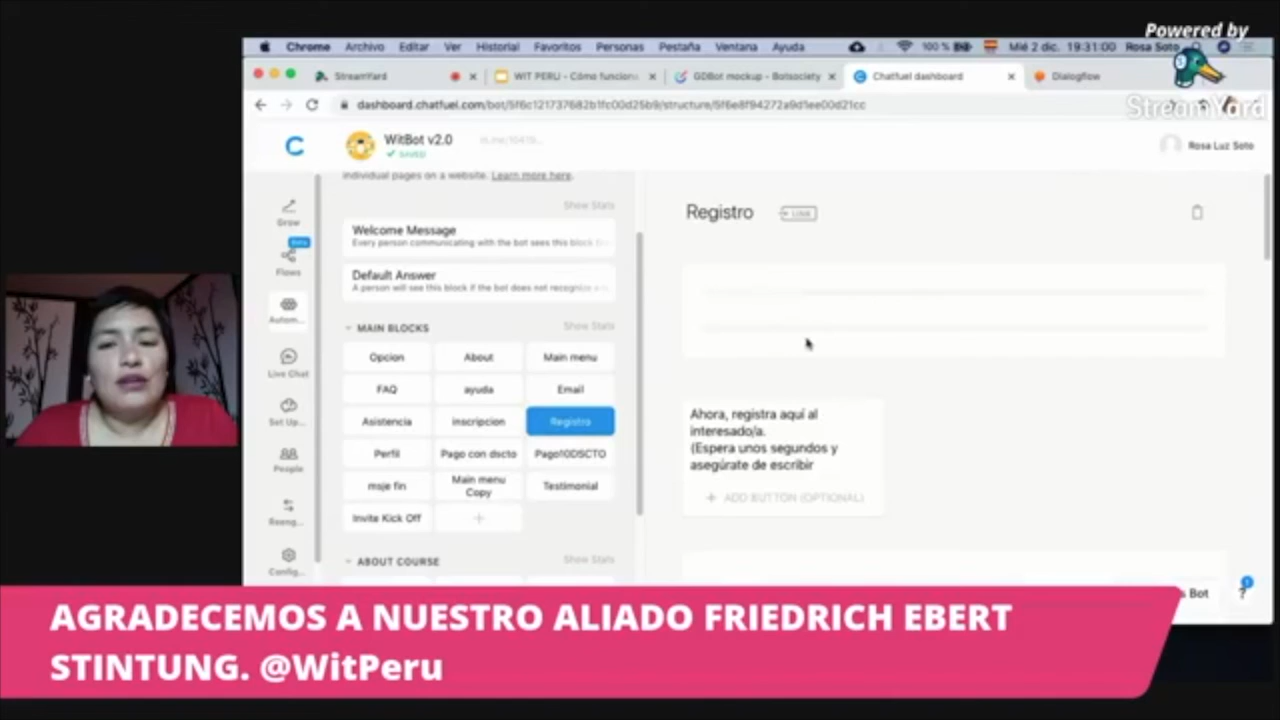 Powered by
StreamYard
Chrome Archivo Editar Ver Historial Favoritos Personas Pestaña Ventana Ayuda 100 % Mié 2 dic. 19:31:00 Rosa Soto
StreamYard WIT PERU - Cómo funcion GDBot mockup - Botsociety Chatfuel dashboard Dialogflow
dashboard.chatfuel.com/bot/5f6c121737682b1fc00d25b9/structure/5f6e8f94272a9d1ee00d21cc
WitBot v2.0
SAVED
Rosa Luz Soto
individual pages on a website. Learn more here.
Show Stats
Registro
LINK
Welcome Message
Every person communicating with the bot sees this block
Default Answer
A person will see this block if the bot does not recognize a
MAIN BLOCKS Show Stats
Opcion About Main menu
FAQ ayuda Email
Asistencia inscripcion Registro
Perfil Pago con dscto Pago10DSCTO
msje fin Main menu Copy Testimonial
Invite Kick Off +
ABOUT COURSE Show Stats
Grow
Beta
Flows
Autom...
Live Chat
Set Up...
People
Reeng...
Config...
Ahora, registra aquí al
interesado/a.
(Espera unos segundos y
asegúrate de escribir
+ ADD BUTTON (OPTIONAL)
s Bot
?
AGRADECEMOS A NUESTRO ALIADO FRIEDRICH EBERT
STINTUNG. @WitPeru